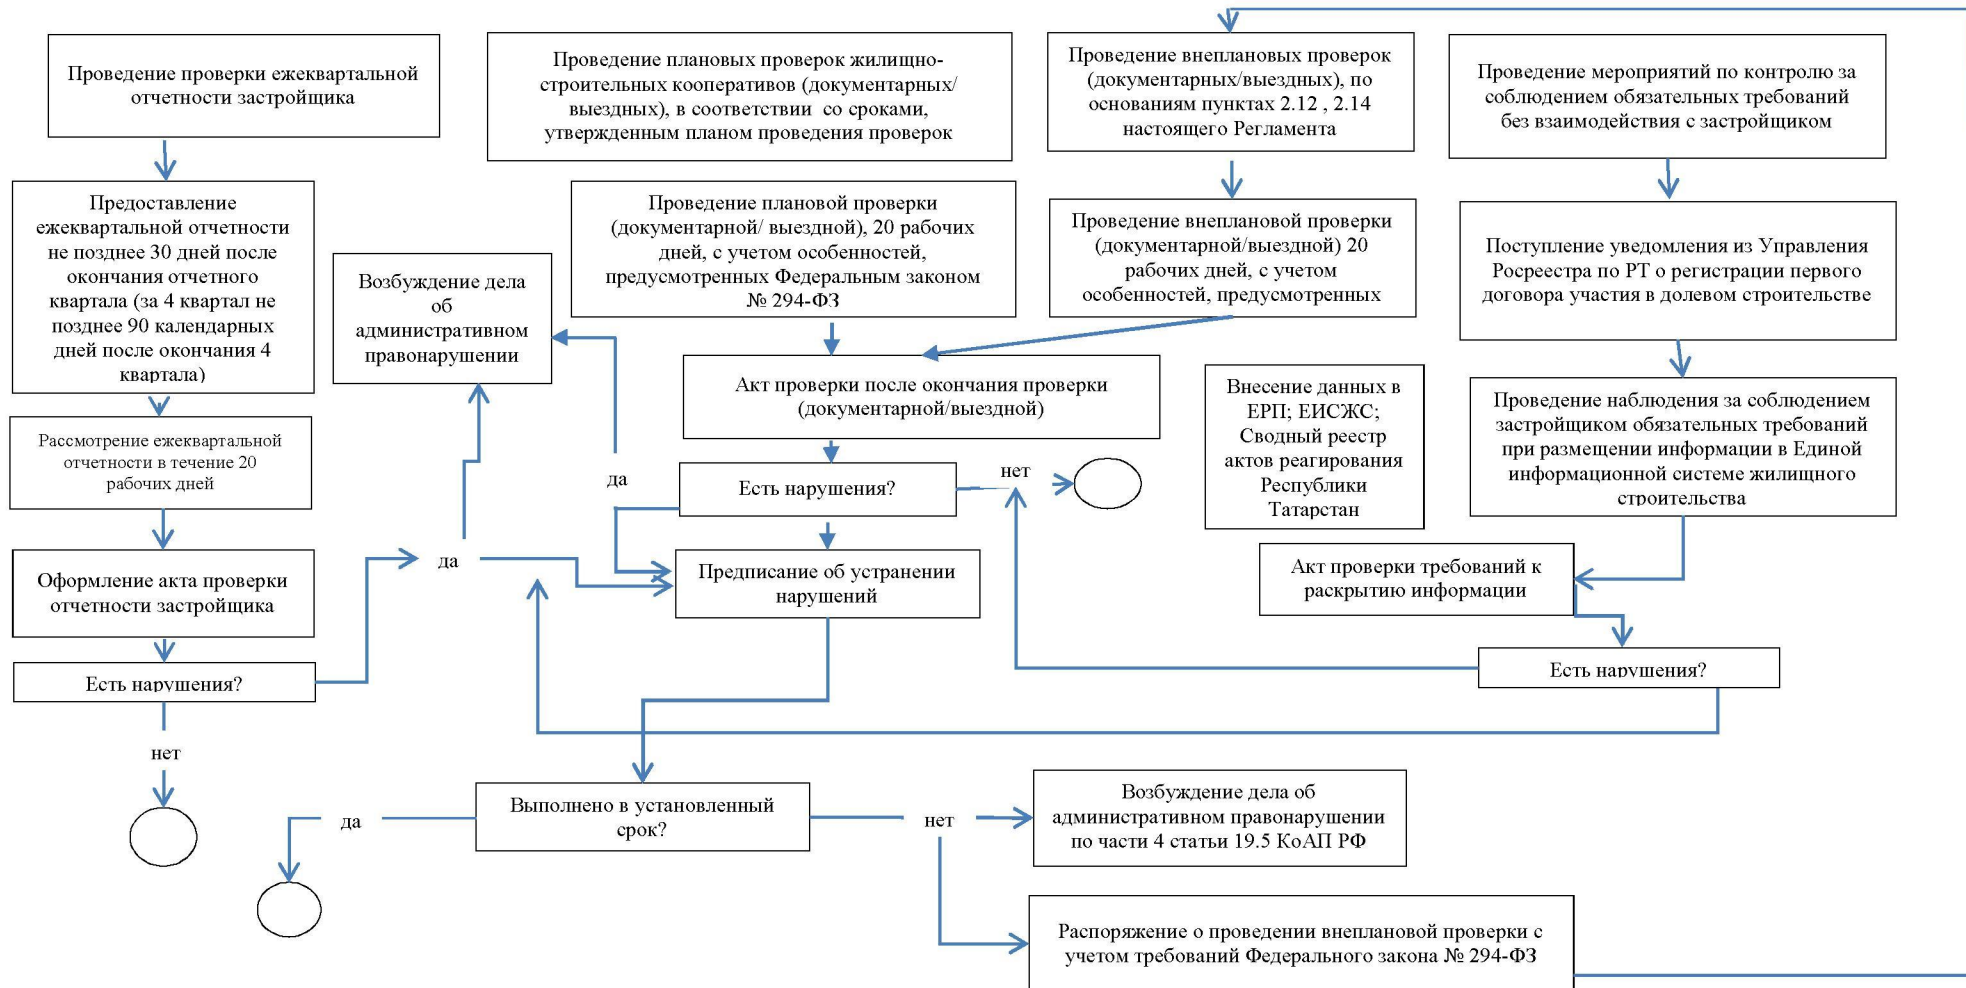 Проведение проверки ежеквартальной
отчетности застройщика
Проведение плановых проверок жилищно-
строительных кооперативов (документарных/
выездных), в соответствии  со сроками,
утвержденным планом проведения проверок
Проведение внеплановых проверок
(документарных/выездных), по
основаниям пунктах 2.12 , 2.14
настоящего Регламента
Проведение мероприятий по контролю за
соблюдением обязательных требований
без взаимодействия с застройщиком
Предоставление
ежеквартальной отчетности
не позднее 30 дней после
окончания отчетного
квартала (за 4 квартал не
позднее 90 календарных
дней после окончания 4
квартала)
Возбуждение дела
об
административном
правонарушении
Проведение плановой проверки
(документарной/ выездной), 20 рабочих
дней, с учетом особенностей,
предусмотренных Федеральным законом
№ 294-ФЗ
Проведение внеплановой проверки
(документарной/выездной) 20
рабочих дней, с учетом
особенностей, предусмотренных
Поступление уведомления из Управления
Росреестра по РТ о регистрации первого
договора участия в долевом строительстве
Рассмотрение ежеквартальной
отчетности в течение 20
рабочих дней
Акт проверки после окончания проверки
(документарной/выездной)
Внесение данных в
ЕРП; ЕИСЖС;
Сводный реестр
актов реагирования
Республики
Татарстан
Проведение наблюдения за соблюдением
застройщиком обязательных требований
при размещении информации в Единой
информационной системе жилищного
строительства
да
Есть нарушения?
нет
Оформление акта проверки
отчетности застройщика
да
Предписание об устранении
нарушений
Акт проверки требований к
раскрытию информации
Есть нарушения?
Есть нарушения?
нет
да
Выполнено в установленный
срок?
нет
Возбуждение дела об
административном правонарушении
по части 4 статьи 19.5 КоАП РФ
Распоряжение о проведении внеплановой проверки с
учетом требований Федерального закона № 294-ФЗ